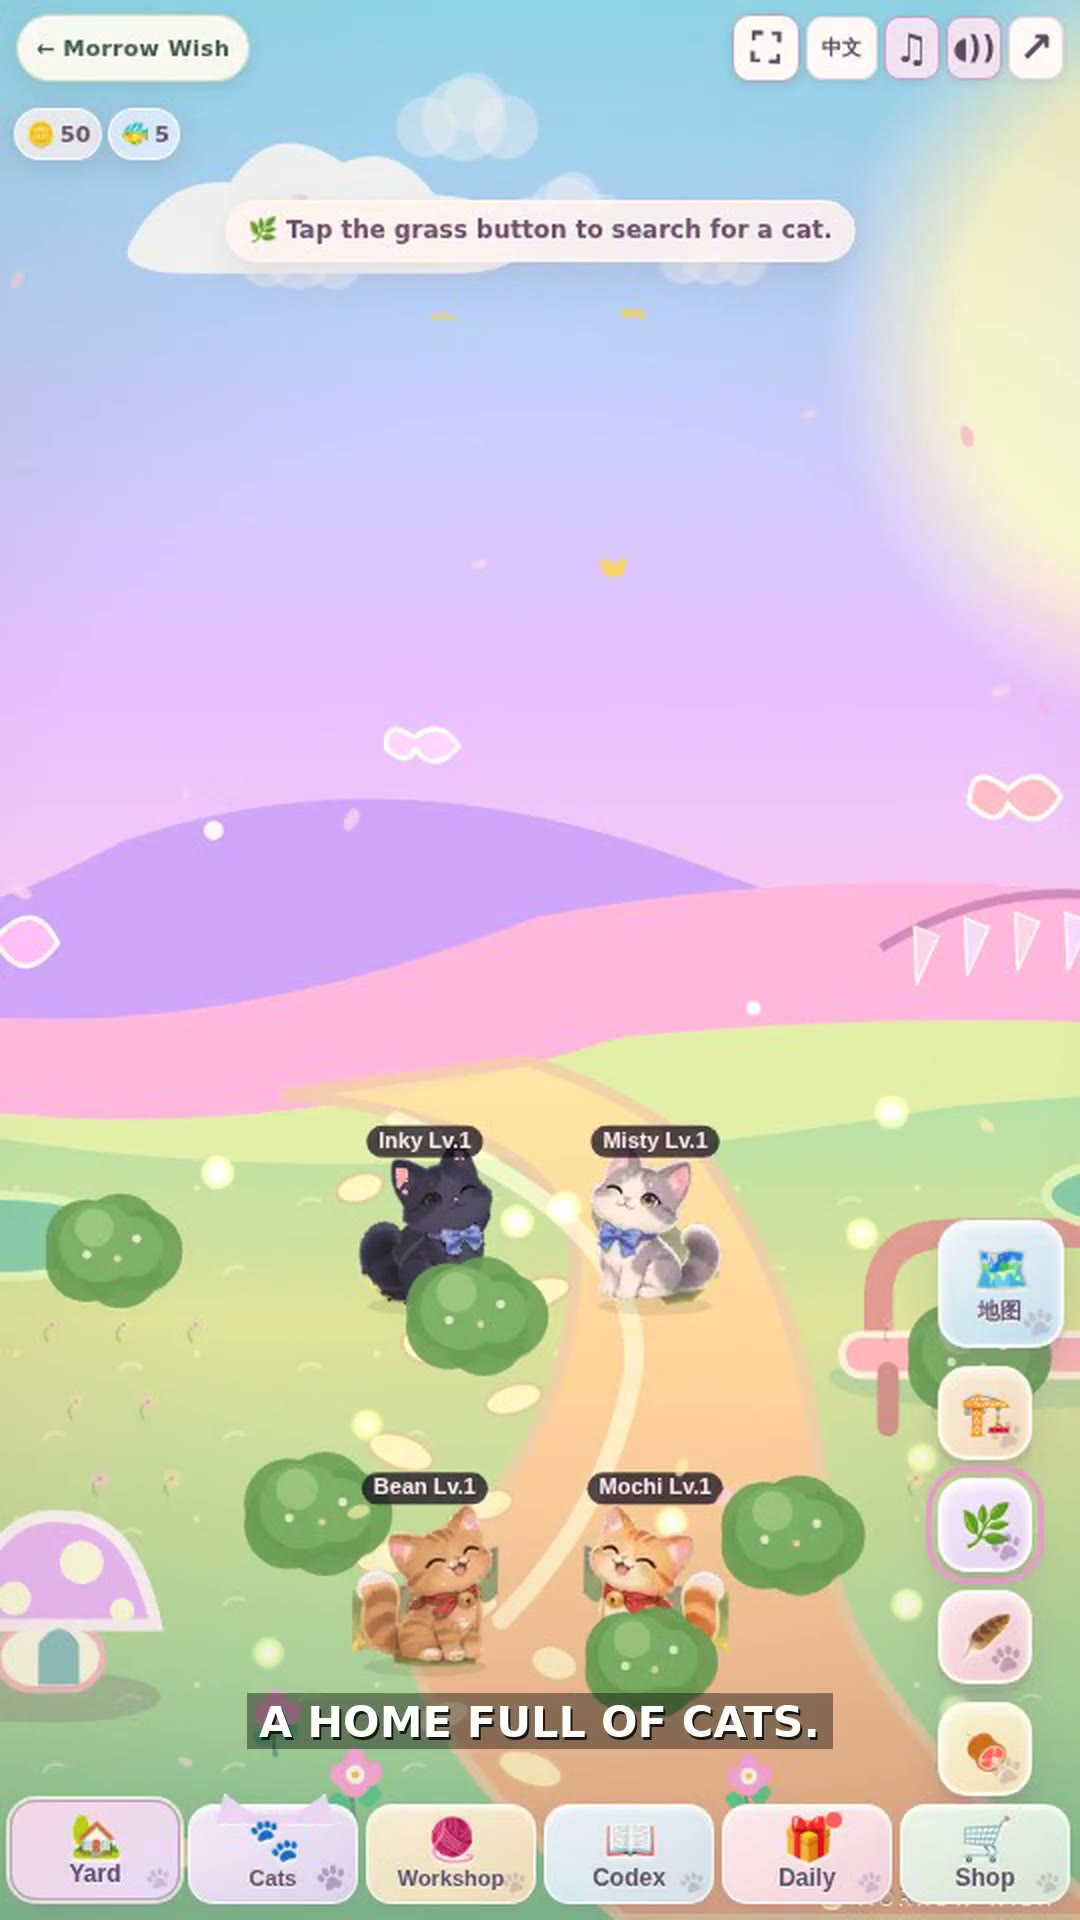 ← Morrow Wish
中文
50
5
Tap the grass button to search for a cat.
Inky Lv.1
Misty Lv.1
地图
Bean Lv.1
Mochi Lv.1
A HOME FULL OF CATS.
Yard
Cats
Workshop
Codex
Daily
Shop